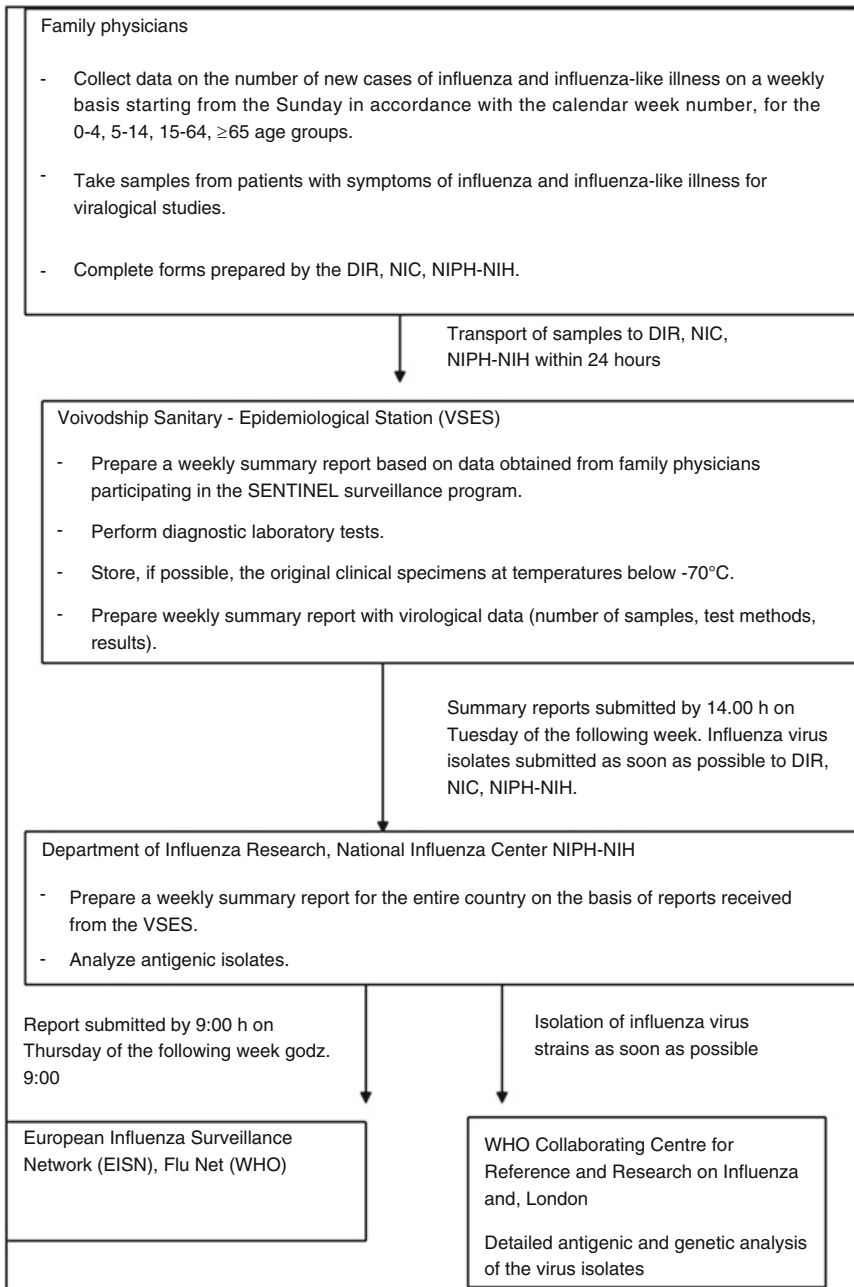 Family physicians
- Collect data on the number of new cases of influenza and influenza-like illness on a weekly
basis starting from the Sunday in accordance with the calendar week number, for the
0-4, 5-14, 15-64, ≥65 age groups.
- Take samples from patients with symptoms of influenza and influenza-like illness for
viralogical studies.
- Complete forms prepared by the DIR, NIC, NIPH-NIH.
Transport of samples to DIR, NIC,
NIPH-NIH within 24 hours
Voivodship Sanitary - Epidemiological Station (VSES)
- Prepare a weekly summary report based on data obtained from family physicians
participating in the SENTINEL surveillance program.
- Perform diagnostic laboratory tests.
- Store, if possible, the original clinical specimens at temperatures below -70°C.
- Prepare weekly summary report with virological data (number of samples, test methods,
results).
Summary reports submitted by 14.00 h on
Tuesday of the following week. Influenza virus
isolates submitted as soon as possible to DIR,
NIC, NIPH-NIH.
Department of Influenza Research, National Influenza Center NIPH-NIH
- Prepare a weekly summary report for the entire country on the basis of reports received
from the VSES.
- Analyze antigenic isolates.
Report submitted by 9:00 h on
Thursday of the following week godz.
9:00
Isolation of influenza virus
strains as soon as possible
European Influenza Surveillance
Network (EISN), Flu Net (WHO)
WHO Collaborating Centre for
Reference and Research on Influenza
and, London
Detailed antigenic and genetic analysis
of the virus isolates